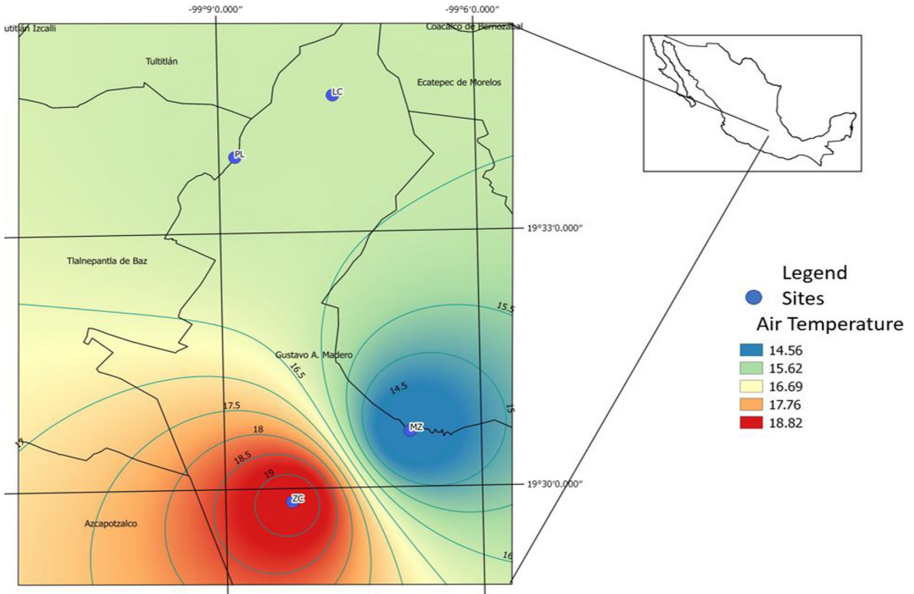 -99°9'0.000"
-99°6'0.000"
utitlán Izcalli
Coacalco de Berriozábal
Tultitlán
Ecatepec de Morelos
LC
PL
19°33'0.000"
Tlalnepantla de Baz
Legend
Sites
Air Temperature
15.5
14.56
15.62
16.69
17.76
18.82
Gustavo A. Madero
16.5
14.5
15
17.5
MZ
17
18
18.5
19
19°30'0.000"
ZC
Azcapotzalco
16